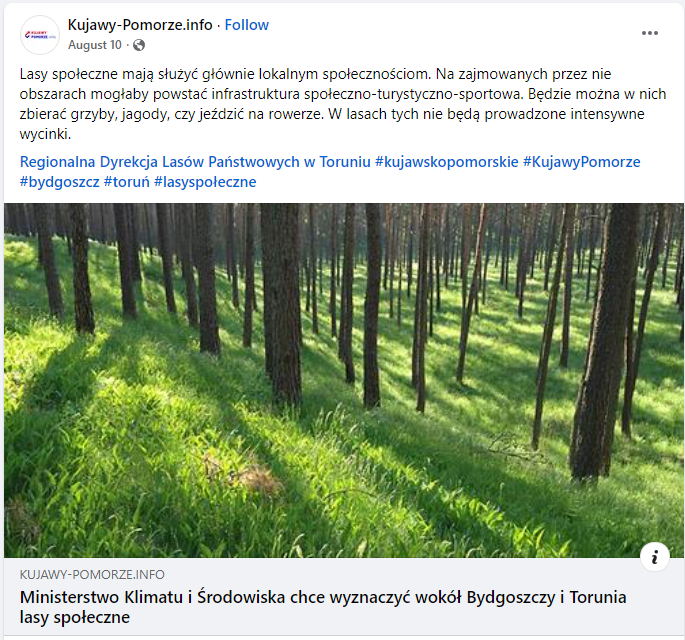 Kujawy-Pomorze.info · Follow
August 10 ·
Lasy społeczne mają służyć głównie lokalnym społecznościom. Na zajmowanych przez nie
obszarach mogłaby powstać infrastruktura społeczno-turystyczno-sportowa. Będzie można w nich
zbierać grzyby, jagody, czy jeździć na rowerze. W lasach tych nie będą prowadzone intensywne
wycinki.
Regionalna Dyrekcja Lasów Państwowych w Toruniu #kujawskopomorskie #KujawyPomorze
#bydgoszcz #toruń #lasyspołeczne
KUJAWY-POMORZE.INFO
Ministerstwo Klimatu i Środowiska chce wyznaczyć wokół Bydgoszczy i Torunia
lasy społeczne